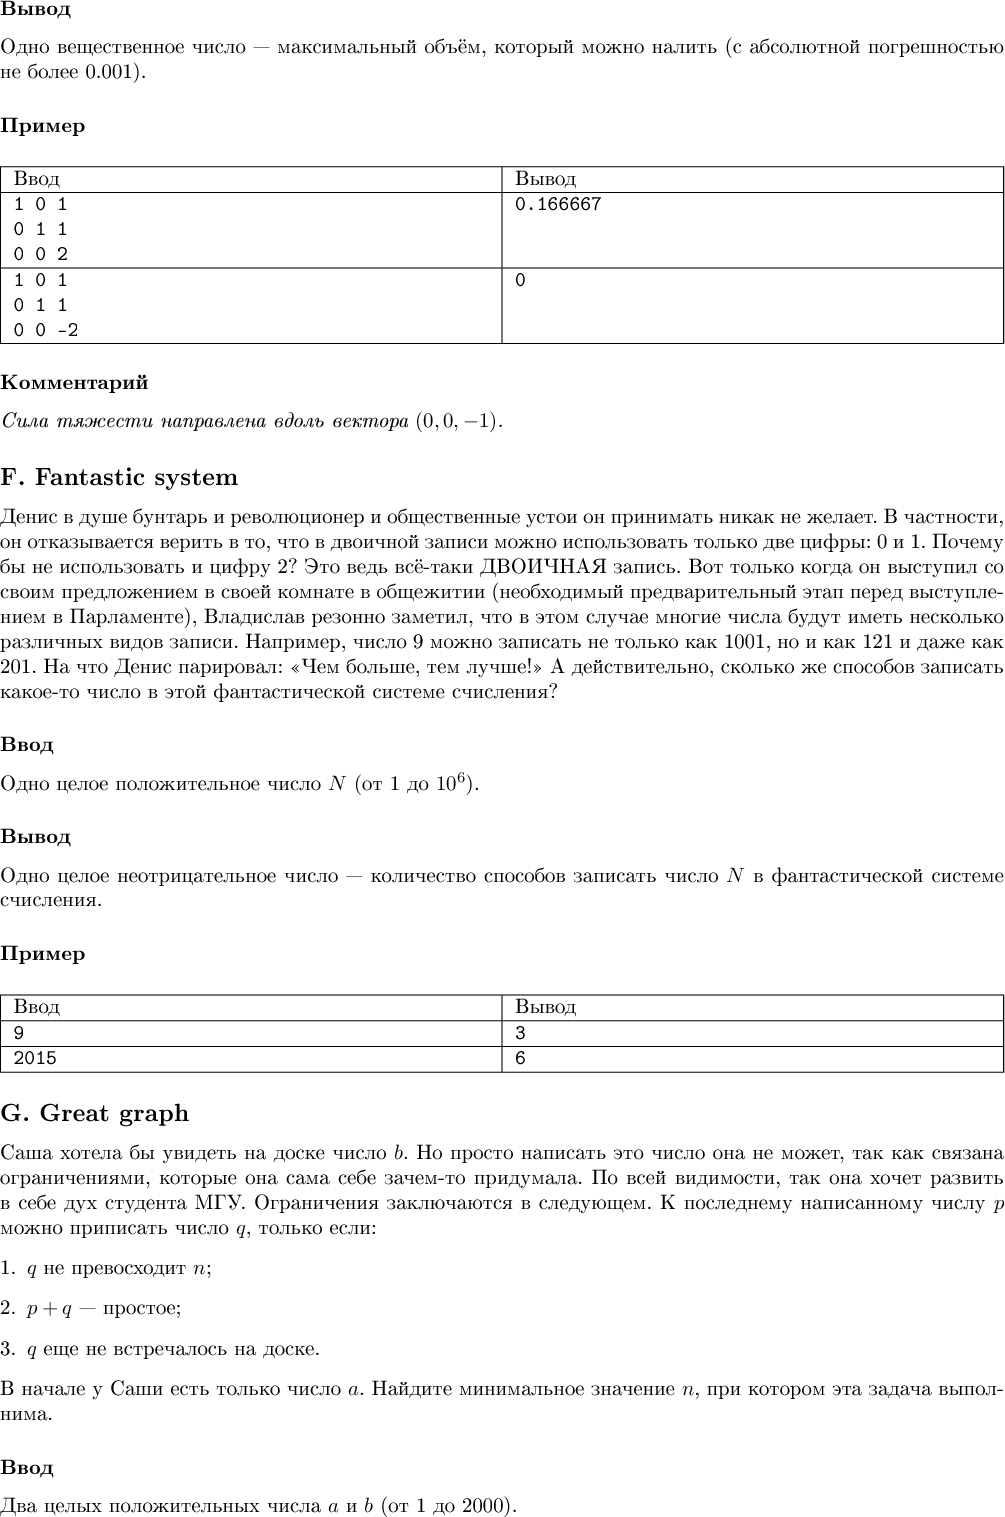 Вывод
Одно вещественное число — максимальный объём, который можно налить (с абсолютной погрешностью
не более 0.001).
Пример
Ввод Вывод
1 0 1 0.166667
0 1 1
0 0 2
1 0 1 0
0 1 1
0 0 -2
Комментарий
Сила тяжести направлена вдоль вектора (0, 0, −1).
F. Fantastic system
Денис в душе бунтарь и революционер и общественные устои он принимать никак не желает. В частности,
он отказывается верить в то, что в двоичной записи можно использовать только две цифры: 0 и 1. Почему
бы не использовать и цифру 2? Это ведь всё-таки ДВОИЧНАЯ запись. Вот только когда он выступил со
своим предложением в своей комнате в общежитии (необходимый предварительный этап перед выступле-
нием в Парламенте), Владислав резонно заметил, что в этом случае многие числа будут иметь несколько
различных видов записи. Например, число 9 можно записать не только как 1001, но и как 121 и даже как
201. На что Денис парировал: «Чем больше, тем лучше!» А действительно, сколько же способов записать
какое-то число в этой фантастической системе счисления?
Ввод
Одно целое положительное число N (от 1 до 10⁶).
Вывод
Одно целое неотрицательное число — количество способов записать число N в фантастической системе
счисления.
Пример
Ввод Вывод
9 3
2015 6
G. Great graph
Саша хотела бы увидеть на доске число b. Но просто написать это число она не может, так как связана
ограничениями, которые она сама себе зачем-то придумала. По всей видимости, так она хочет развить
в себе дух студента МГУ. Ограничения заключаются в следующем. К последнему написанному числу p
можно приписать число q, только если:
1. q не превосходит n;
2. p + q — простое;
3. q еще не встречалось на доске.
В начале у Саши есть только число a. Найдите минимальное значение n, при котором эта задача выпол-
нима.
Ввод
Два целых положительных числа a и b (от 1 до 2000).